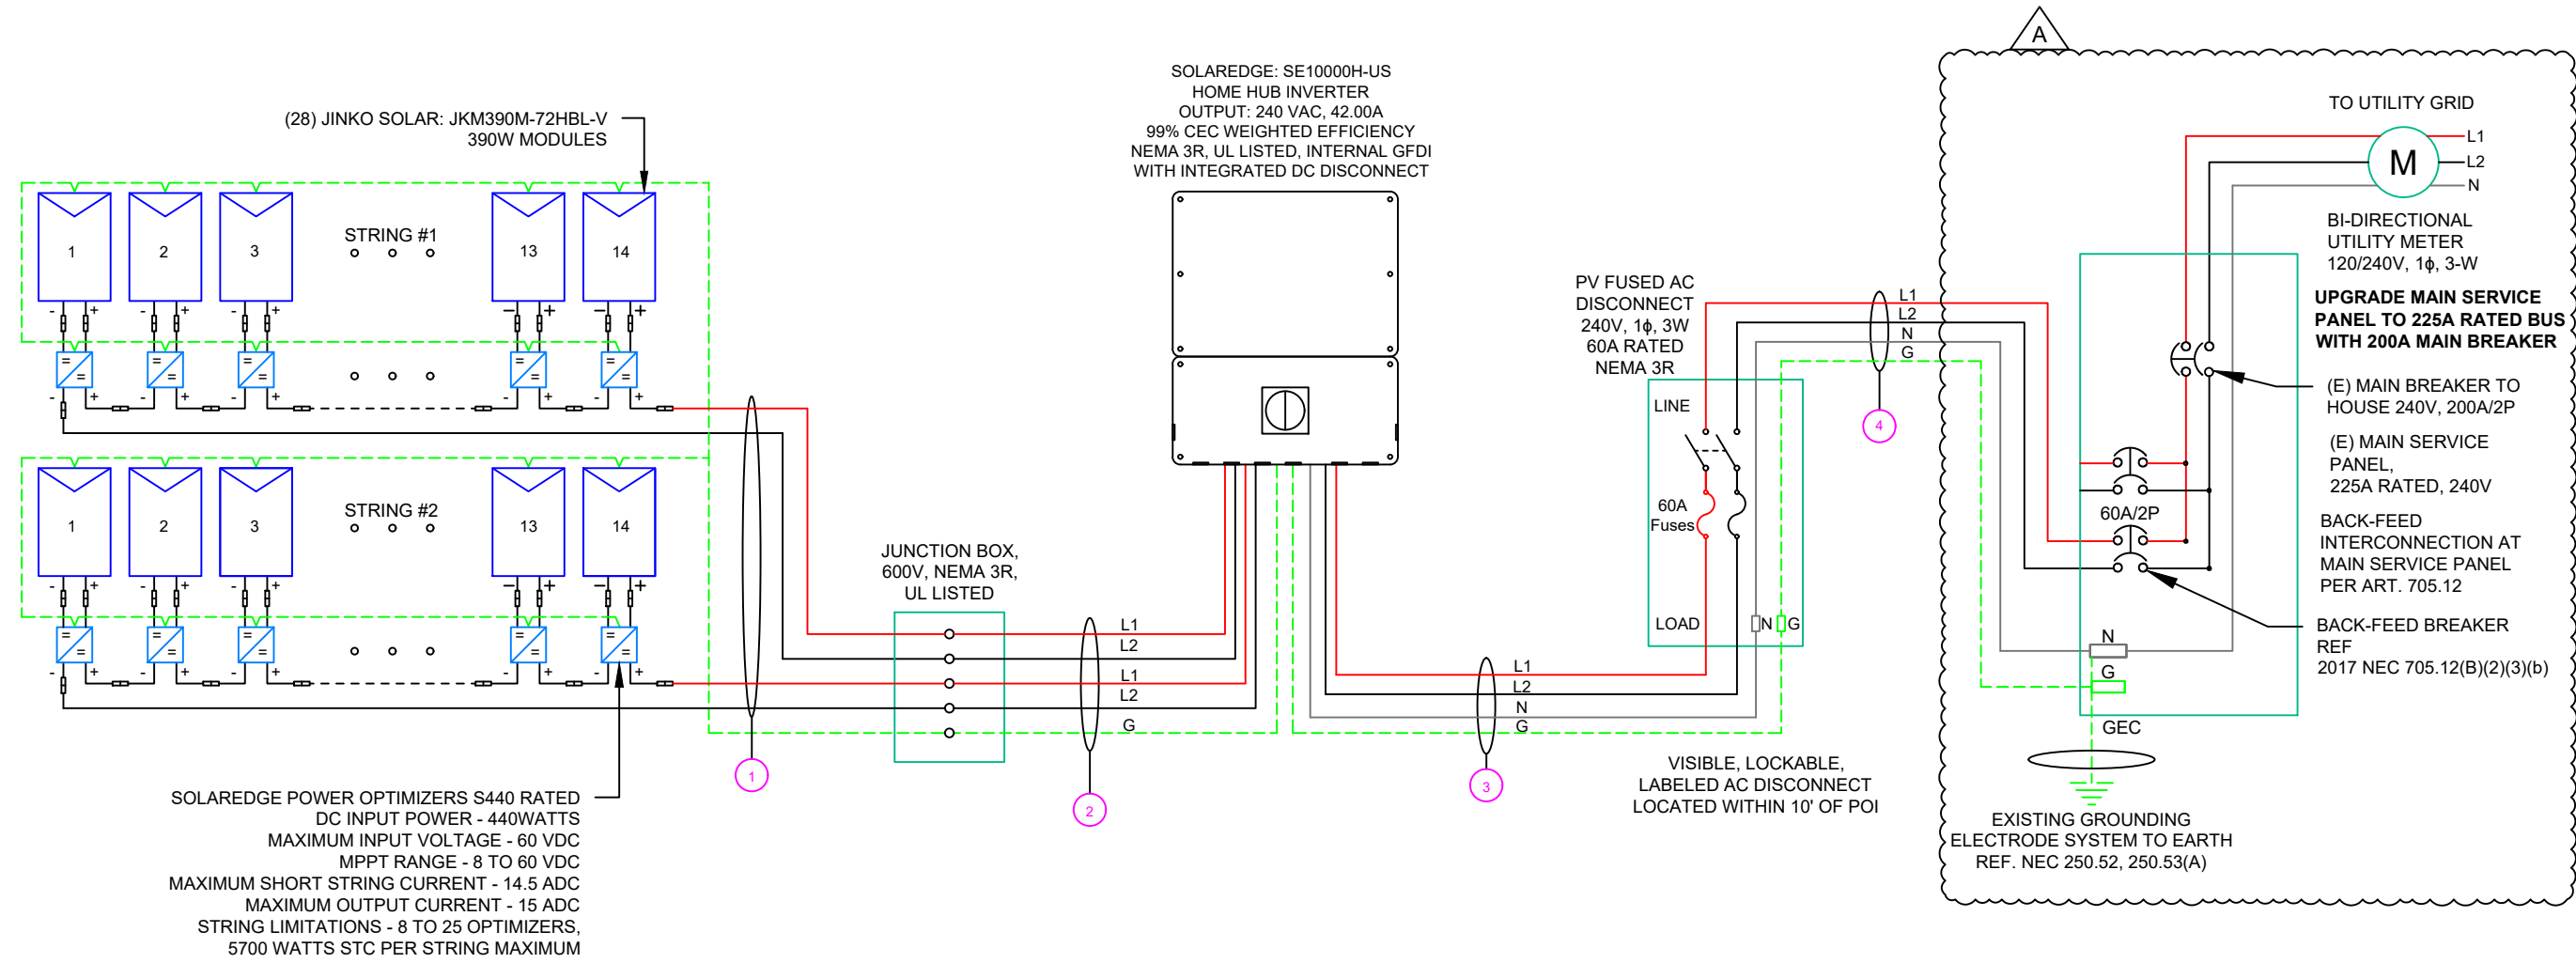 A
SOLAREDGE: SE10000H-US
HOME HUB INVERTER
OUTPUT: 240 VAC, 42.00A
99% CEC WEIGHTED EFFICIENCY
NEMA 3R, UL LISTED, INTERNAL GFDI
WITH INTEGRATED DC DISCONNECT
(28) JINKO SOLAR: JKM390M-72HBL-V
390W MODULES
STRING #1
1
2
3
13
14
- +
- +
- +
- +
- +
= =
= =
= =
= =
= =
- +
- +
- +
- +
- +
STRING #2
1
2
3
13
14
- +
- +
- +
- +
- +
= =
= =
= =
= =
= =
- +
- +
- +
- +
- +
SOLAREDGE POWER OPTIMIZERS S440 RATED
DC INPUT POWER - 440WATTS
MAXIMUM INPUT VOLTAGE - 60 VDC
MPPT RANGE - 8 TO 60 VDC
MAXIMUM SHORT STRING CURRENT - 14.5 ADC
MAXIMUM OUTPUT CURRENT - 15 ADC
STRING LIMITATIONS - 8 TO 25 OPTIMIZERS,
5700 WATTS STC PER STRING MAXIMUM
1
JUNCTION BOX,
600V, NEMA 3R,
UL LISTED
L1
L2
L1
L2
G
2
L1
L2
N
G
3
PV FUSED AC
DISCONNECT
240V, 1ϕ, 3W
60A RATED
NEMA 3R
LINE
60A
Fuses
LOAD
N G
VISIBLE, LOCKABLE,
LABELED AC DISCONNECT
LOCATED WITHIN 10' OF POI
L1
L2
N
G
4
TO UTILITY GRID
M
L1
L2
N
BI-DIRECTIONAL
UTILITY METER
120/240V, 1ϕ, 3-W
UPGRADE MAIN SERVICE
PANEL TO 225A RATED BUS
WITH 200A MAIN BREAKER
(E) MAIN BREAKER TO
HOUSE 240V, 200A/2P
(E) MAIN SERVICE
PANEL,
225A RATED, 240V
60A/2P
BACK-FEED
INTERCONNECTION AT
MAIN SERVICE PANEL
PER ART. 705.12
BACK-FEED BREAKER
REF
2017 NEC 705.12(B)(2)(3)(b)
N
G
GEC
EXISTING GROUNDING
ELECTRODE SYSTEM TO EARTH
REF. NEC 250.52, 250.53(A)